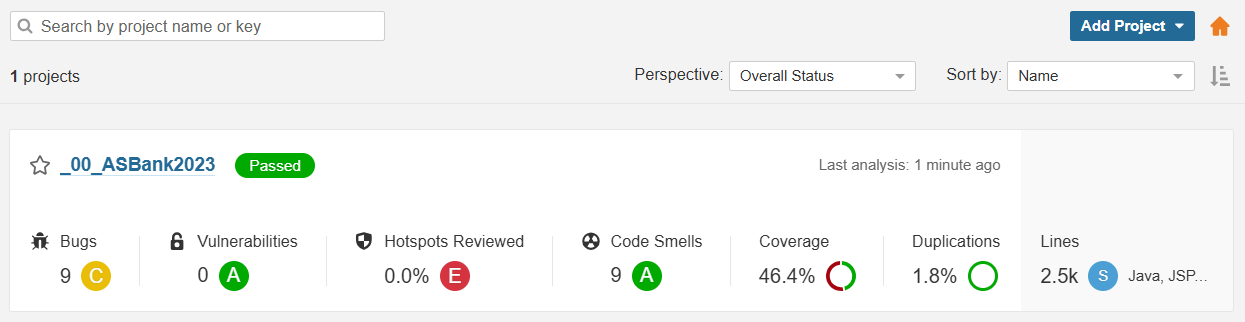 Search by project name or key
Add Project
1 projects
Perspective: Overall Status
Sort by: Name
_00_ASBank2023 Passed
Last analysis: 1 minute ago
Bugs Vulnerabilities Hotspots Reviewed Code Smells Coverage Duplications Lines
9 C 0 A 0.0% E 9 A 46.4% 1.8% 2.5k S Java, JSP...